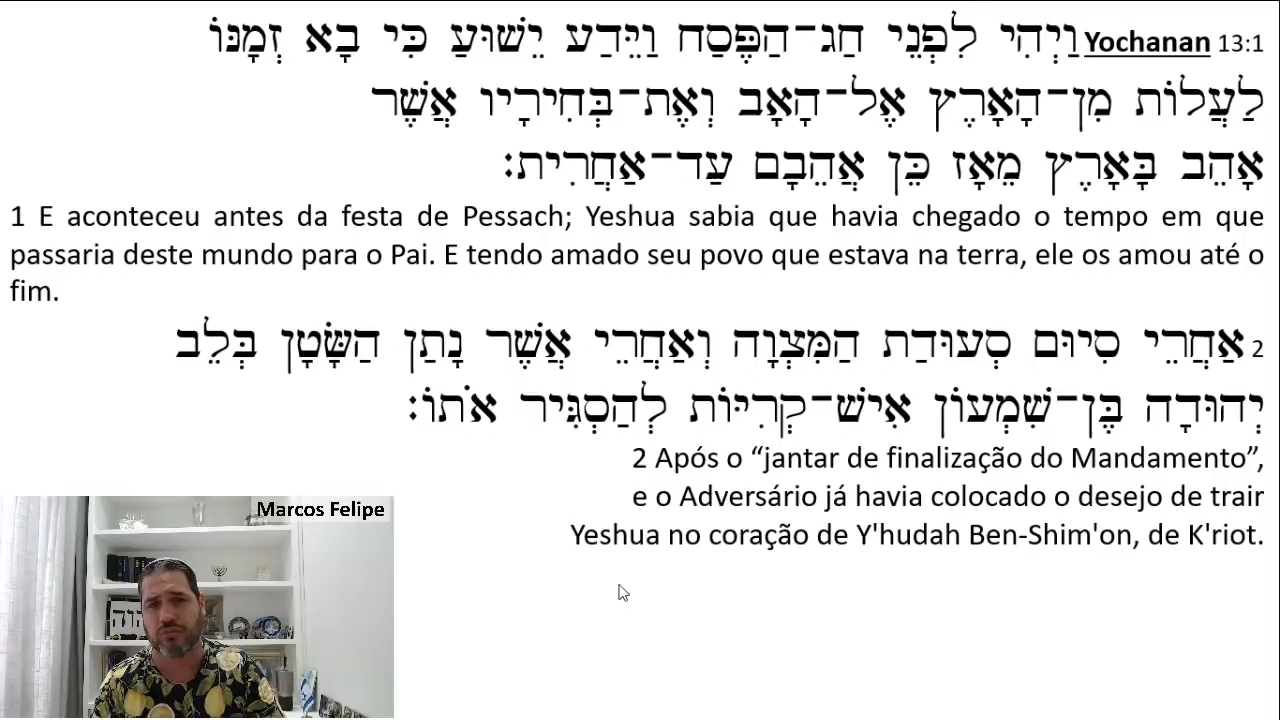 Yochanan 13:1 וַיְהִי לִפְנֵי חַג־הַפֶּסַח וַיֵּדַע יֵשׁוּעַ כִּי בָא זְמָנּוֹ
לַעֲלוֹת מִן־הָאָרֶץ אֶל־הָאָב וְאֶת־בְּחִירָיו אֲשֶׁר
אָהֵב בָּאָרֶץ מֵאָז כֵּן אֲהֵבָם עַד־אַחֲרִית׃
1 E aconteceu antes da festa de Pessach; Yeshua sabia que havia chegado o tempo em que
passaria deste mundo para o Pai. E tendo amado seu povo que estava na terra, ele os amou até o
fim.
2 אַחֲרֵי סִיוּם סְעוּדַת הַמִּצְוָה וְאַחֲרֵי אֲשֶׁר נָתַן הַשָּׂטָן בְּלֵב
יְהוּדָה בֶּן־שִׁמְעוֹן אִישׁ־קְרִיּוֹת לְהַסְגִּיר אֹתוֹ׃
2 Após o “jantar de finalização do Mandamento”,
e o Adversário já havia colocado o desejo de trair
Yeshua no coração de Y'hudah Ben-Shim'on, de K'riot.
Marcos Felipe